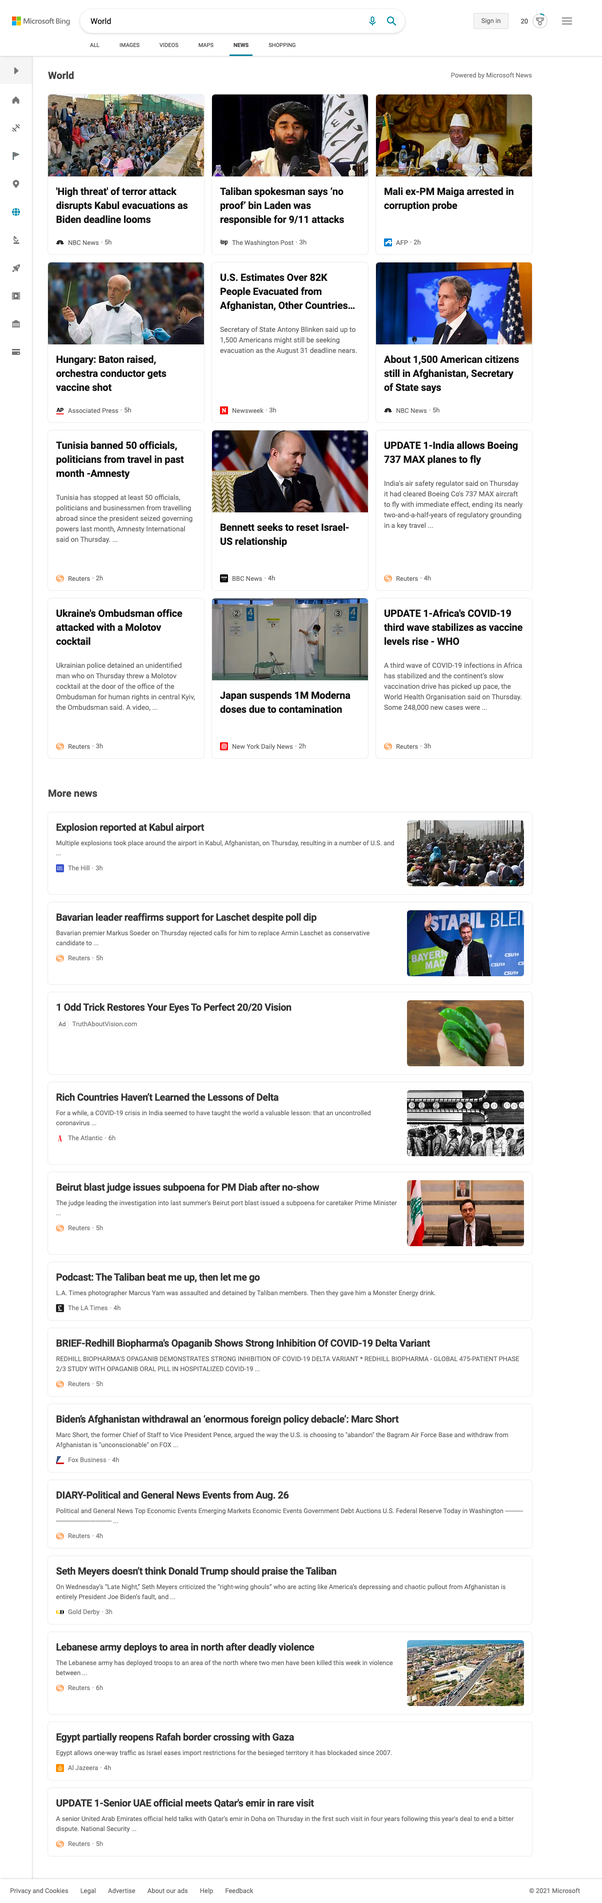 Microsoft Bing
World
Sign in
20
ALL IMAGES VIDEOS MAPS NEWS SHOPPING
World
Powered by Microsoft News
'High threat' of terror attack
disrupts Kabul evacuations as
Biden deadline looms
NBC News · 5h
Taliban spokesman says ‘no
proof’ bin Laden was
responsible for 9/11 attacks
wp The Washington Post · 3h
Mali ex-PM Maiga arrested in
corruption probe
AFP · 2h
Hungary: Baton raised,
orchestra conductor gets
vaccine shot
AP Associated Press · 5h
U.S. Estimates Over 82K
People Evacuated from
Afghanistan, Other Countries...
Secretary of State Antony Blinken said up to
1,500 Americans might still be seeking
evacuation as the August 31 deadline nears.
N Newsweek · 3h
About 1,500 American citizens
still in Afghanistan, Secretary
of State says
NBC News · 5h
Tunisia banned 50 officials,
politicians from travel in past
month -Amnesty
Tunisia has stopped at least 50 officials,
politicians and businessmen from travelling
abroad since the president seized governing
powers last month, Amnesty International
said on Thursday. ...
Reuters · 2h
Bennett seeks to reset Israel-
US relationship
BBC News · 4h
UPDATE 1-India allows Boeing
737 MAX planes to fly
India's air safety regulator said on Thursday
it had cleared Boeing Co's 737 MAX aircraft
to fly with immediate effect, ending its nearly
two-and-a-half-years of regulatory grounding
in a key travel ...
Reuters · 4h
Ukraine's Ombudsman office
attacked with a Molotov
cocktail
Ukrainian police detained an unidentified
man who on Thursday threw a Molotov
cocktail at the door of the office of the
Ombudsman for human rights in central Kyiv,
the Ombudsman said. A video, ...
Reuters · 3h
2 4 3 4
Japan suspends 1M Moderna
doses due to contamination
New York Daily News · 2h
UPDATE 1-Africa's COVID-19
third wave stabilizes as vaccine
levels rise - WHO
A third wave of COVID-19 infections in Africa
has stabilized and the continent's slow
vaccination drive has picked up pace, the
World Health Organisation said on Thursday.
Some 248,000 new cases were ...
Reuters · 3h
More news
Explosion reported at Kabul airport
Multiple explosions took place around the airport in Kabul, Afghanistan, on Thursday, resulting in a number of U.S. and
...
The Hill · 3h
Bavarian leader reaffirms support for Laschet despite poll dip
Bavarian premier Markus Soeder on Thursday rejected calls for him to replace Armin Laschet as conservative
candidate to ...
Reuters · 5h
STABIL BLEI
BAYERN
MAC
CSU
1 Odd Trick Restores Your Eyes To Perfect 20/20 Vision
Ad TruthAboutVision.com
Rich Countries Haven’t Learned the Lessons of Delta
For a while, a COVID-19 crisis in India seemed to have taught the world a valuable lesson: that an uncontrolled
coronavirus ...
The Atlantic · 6h
Beirut blast judge issues subpoena for PM Diab after no-show
The judge leading the investigation into last summer's Beirut port blast issued a subpoena for caretaker Prime Minister
...
Reuters · 5h
Podcast: The Taliban beat me up, then let me go
L.A. Times photographer Marcus Yam was assaulted and detained by Taliban members. Then they gave him a Monster Energy drink.
The LA Times · 4h
BRIEF-Redhill Biopharma's Opaganib Shows Strong Inhibition Of COVID-19 Delta Variant
REDHILL BIOPHARMA'S OPAGANIB DEMONSTRATES STRONG INHIBITION OF COVID-19 DELTA VARIANT * REDHILL BIOPHARMA - GLOBAL 475-PATIENT PHASE
2/3 STUDY WITH OPAGANIB ORAL PILL IN HOSPITALIZED COVID-19 ...
Reuters · 5h
Biden's Afghanistan withdrawal an ‘enormous foreign policy debacle’: Marc Short
Marc Short, the former Chief of Staff to Vice President Pence, argued the way the U.S. is choosing to "abandon" the Bagram Air Force Base and withdraw from
Afghanistan is "unconscionable" on FOX ...
Fox Business · 4h
DIARY-Political and General News Events from Aug. 26
Political and General News Top Economic Events Emerging Markets Economic Events Government Debt Auctions U.S. Federal Reserve Today in Washington --------
---------------------------- ...
Reuters · 4h
Seth Meyers doesn’t think Donald Trump should praise the Taliban
On Wednesday's "Late Night," Seth Meyers criticized the "right-wing ghouls" who are acting like America's depressing and chaotic pullout from Afghanistan is
entirely President Joe Biden's fault, and ...
Gold Derby · 3h
Lebanese army deploys to area in north after deadly violence
The Lebanese army has deployed troops to an area of the north where two men have been killed this week in violence
between ...
Reuters · 6h
Egypt partially reopens Rafah border crossing with Gaza
Egypt allows one-way traffic as Israel eases import restrictions for the besieged territory it has blockaded since 2007.
Al Jazeera · 4h
UPDATE 1-Senior UAE official meets Qatar's emir in rare visit
A senior United Arab Emirates official held talks with Qatar's emir in Doha on Thursday in the first such visit in four years following this year's deal to end a bitter
dispute. National Security ...
Reuters · 5h
Privacy and Cookies Legal Advertise About our ads Help Feedback © 2021 Microsoft